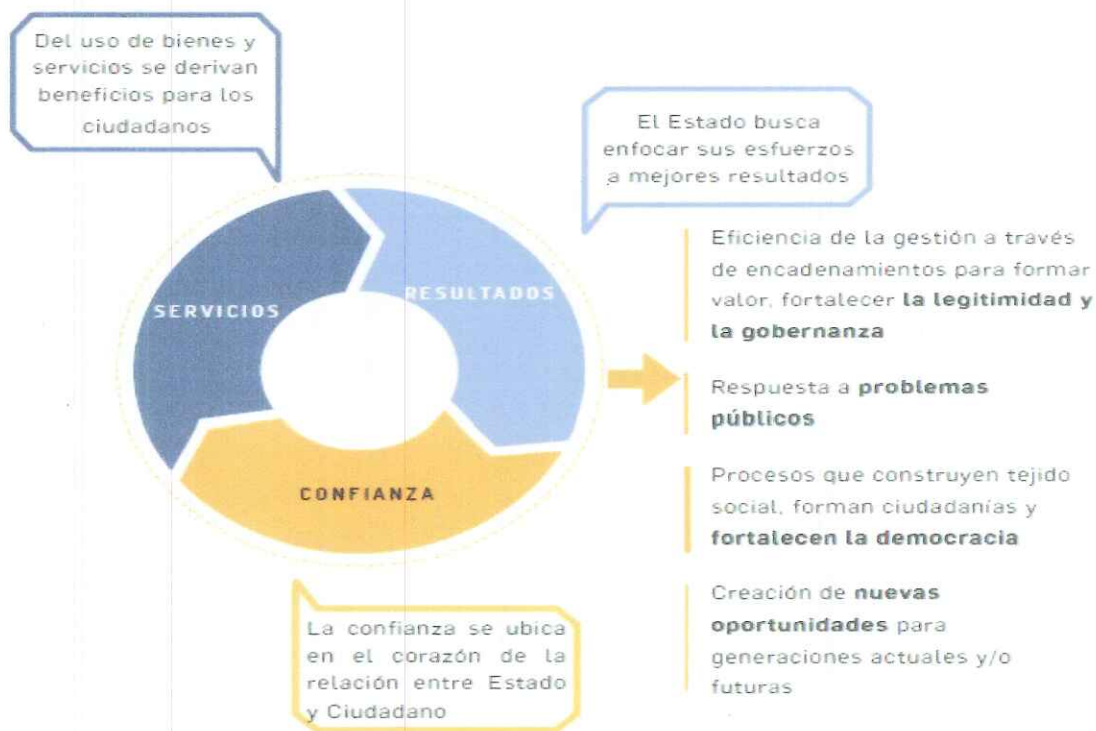 Del uso de bienes y
servicios se derivan
beneficios para los
ciudadanos
El Estado busca
enfocar sus esfuerzos
a mejores resultados
SERVICIOS
RESULTADOS
CONFIANZA
La confianza se ubica
en el corazón de la
relación entre Estado
y Ciudadano
Eficiencia de la gestión a través
de encadenamientos para formar
valor, fortalecer la legitimidad y
la gobernanza
Respuesta a problemas
públicos
Procesos que construyen tejido
social, forman ciudadanías y
fortalecen la democracia
Creación de nuevas
oportunidades para
generaciones actuales y/o
futuras